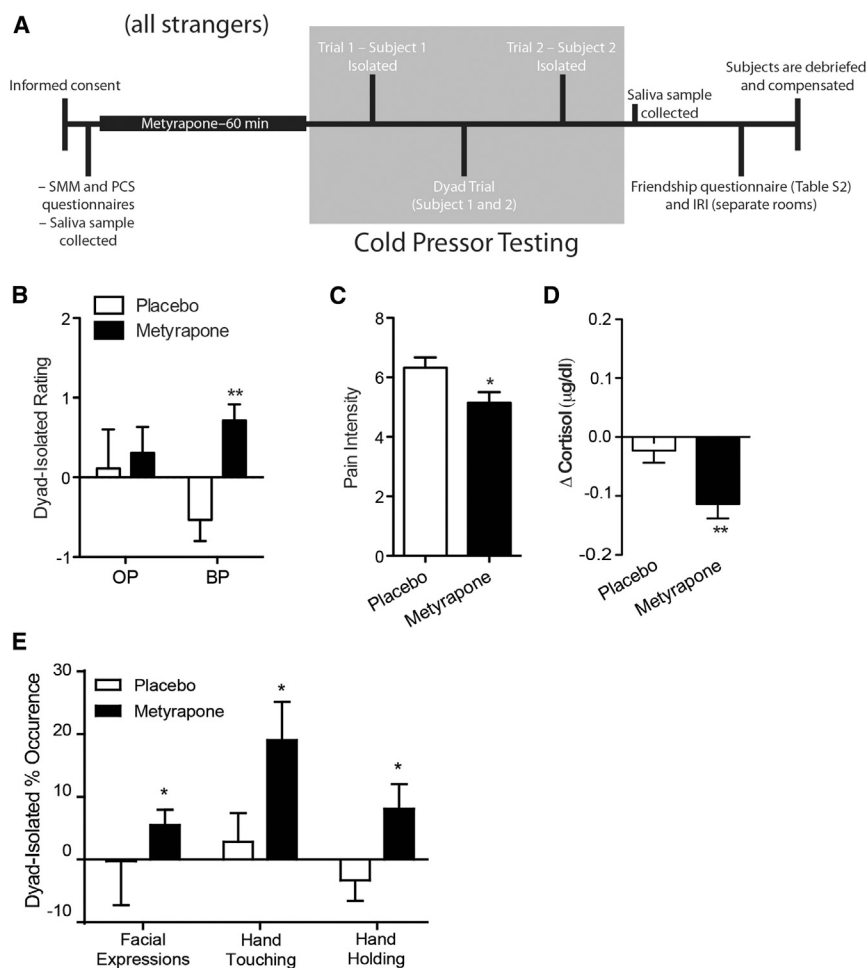 A
(all strangers)
Trial 1 – Subject 1
Isolated
Trial 2 – Subject 2
Isolated
Subjects are debriefed
and compensated
Informed consent
Saliva sample
collected
Metyrapone–60 min
– SMM and PCS
questionnaires
– Saliva sample
collected
Dyad Trial
(Subject 1 and 2)
Friendship questionnaire (Table S2)
and IRI (separate rooms)
Cold Pressor Testing
B
Placebo
Metyrapone
Dyad-Isolated Rating
2
1
0
-1
**
OP
BP
C
Pain Intensity
8
6
4
2
0
*
Placebo
Metyrapone
D
Δ Cortisol (μg/dl)
0.2
0.1
0.0
-0.1
-0.2
**
Placebo
Metyrapone
E
Placebo
Metyrapone
Dyad-Isolated % Occurence
30
20
10
0
-10
*
*
*
Facial
Expressions
Hand
Touching
Hand
Holding